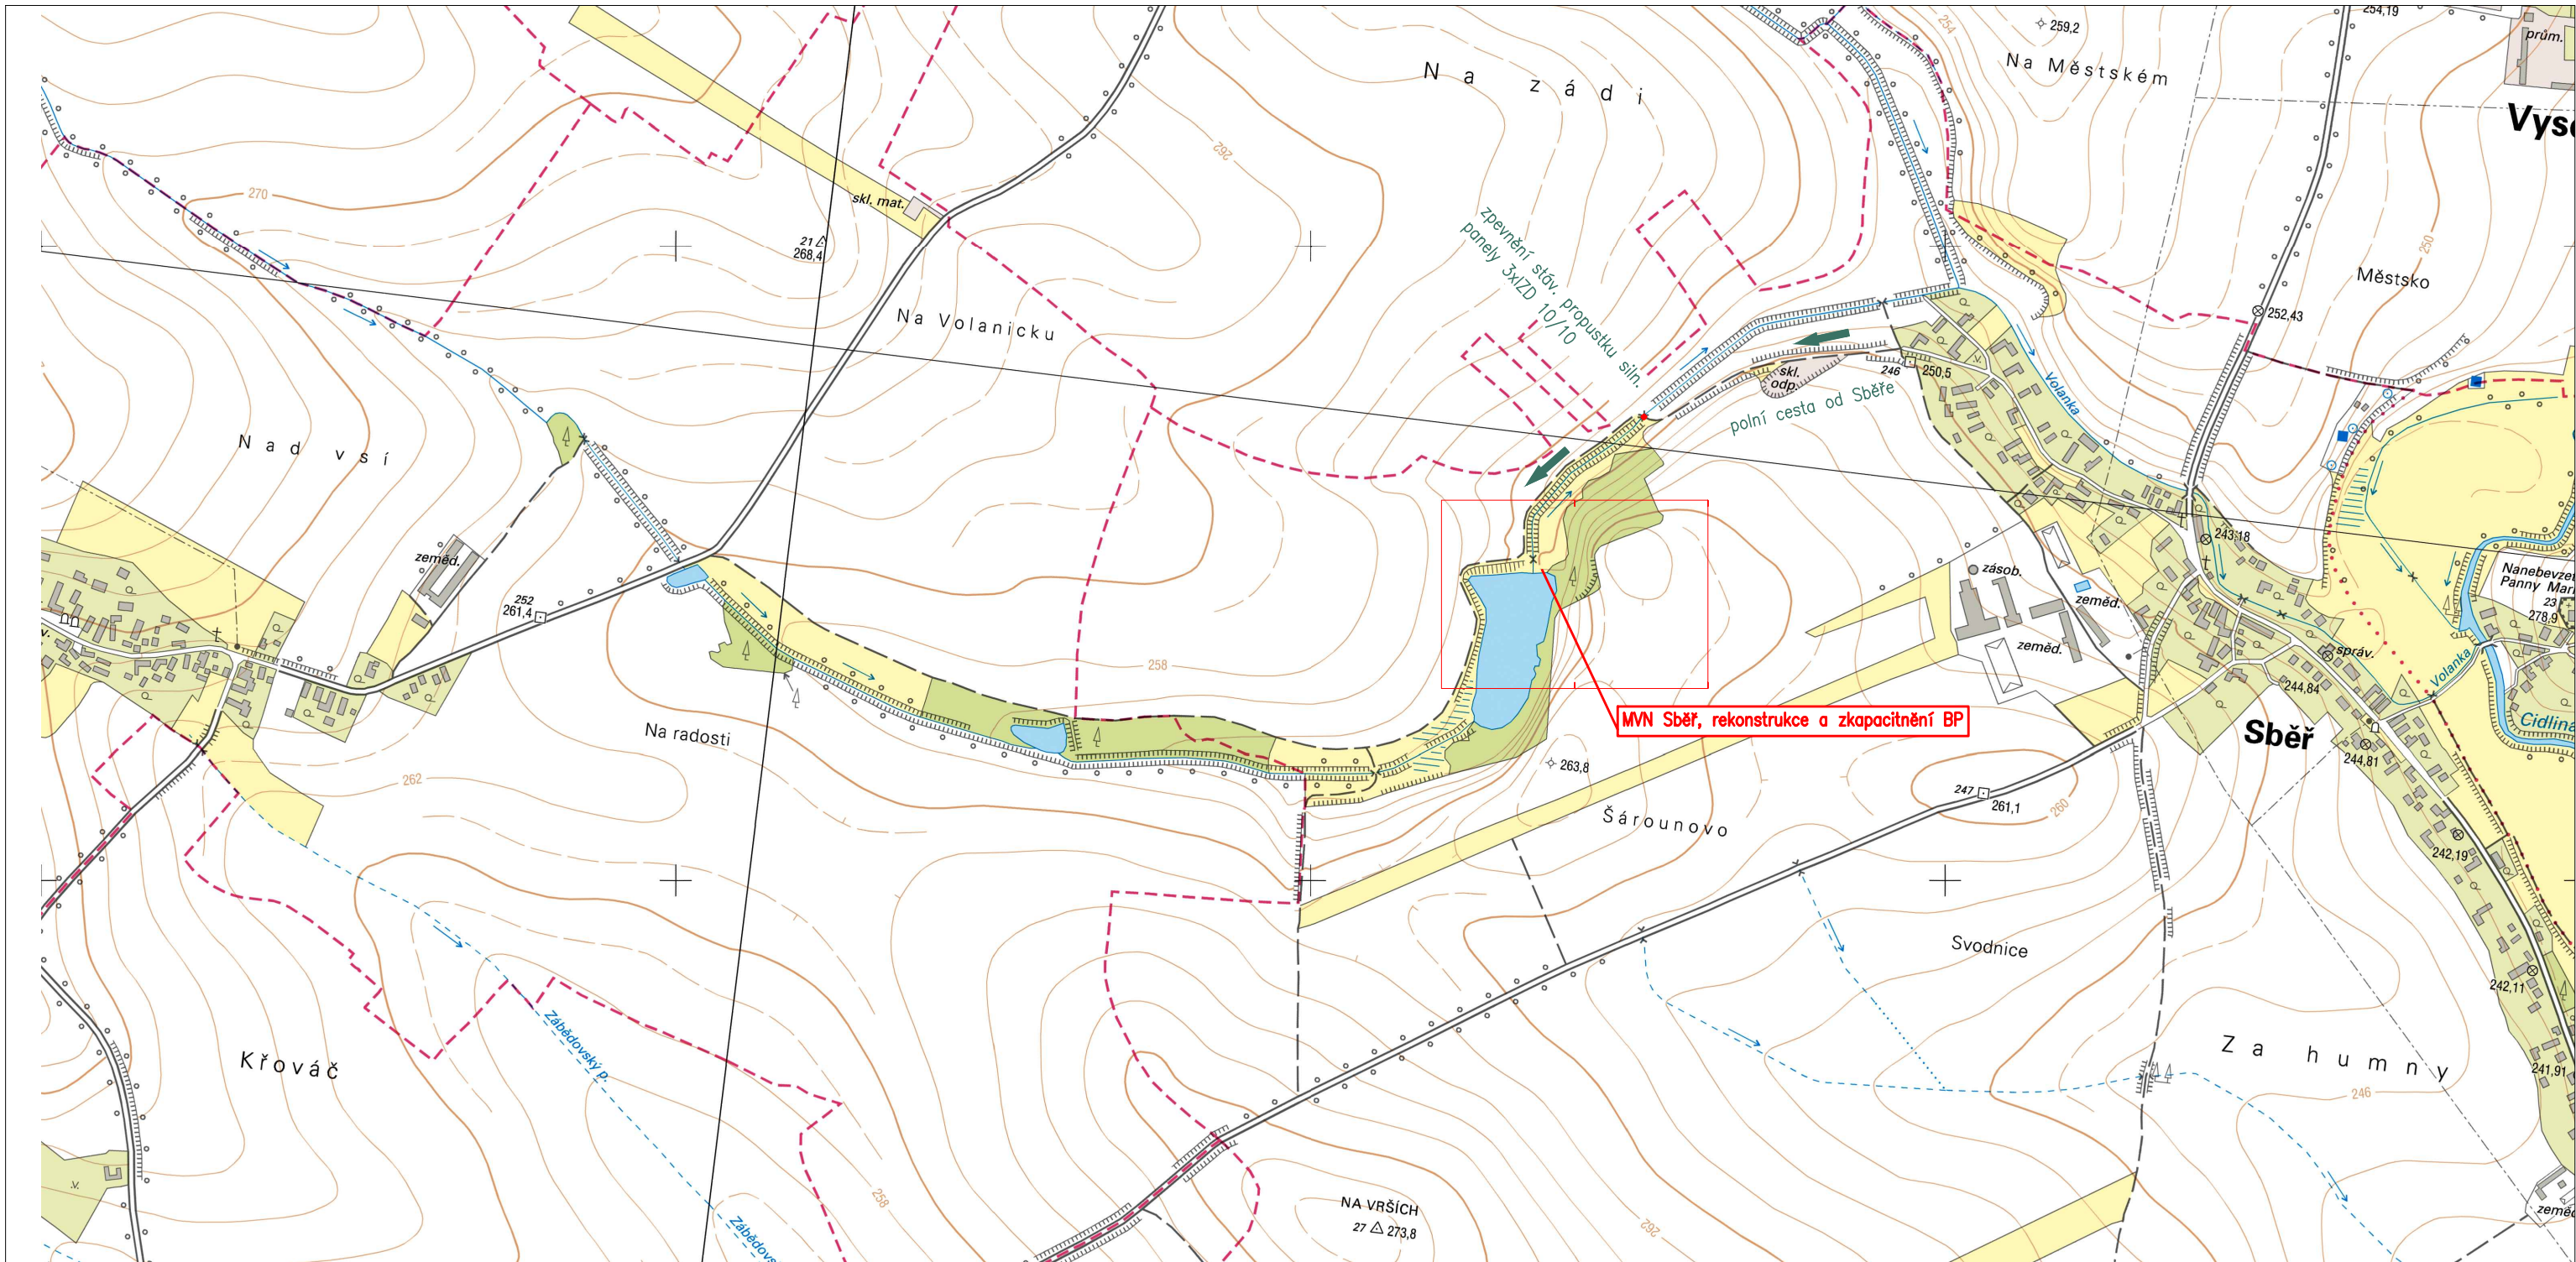 254,19
259,2
254
prům.
Na Městském
Na zádi
Vys
262
270
skl. mat.
21
268,4
zpevnění stáv. propustku siln.
panely 3xIZD 10/10
250
Městsko
252,43
Na Volanicku
skl.
odp.
246
250,5
Volanka
polní cesta od Sběře
Nad vsí
243,18
zeměd.
zásob.
zeměd.
zeměd.
252
261,4
23
278,9
258
správ.
Volanka
244,84
MVN Sběř, rekonstrukce a zkapacitnění BP
Cidlina
Na radosti
Sběř
244,81
263,8
262
247
261,1
260
Šárounovo
242,19
Svodnice
242,11
Zábědovský p.
Křováč
Za humny
241,91
246
258
NA VRŠÍCH
27
273,8
262